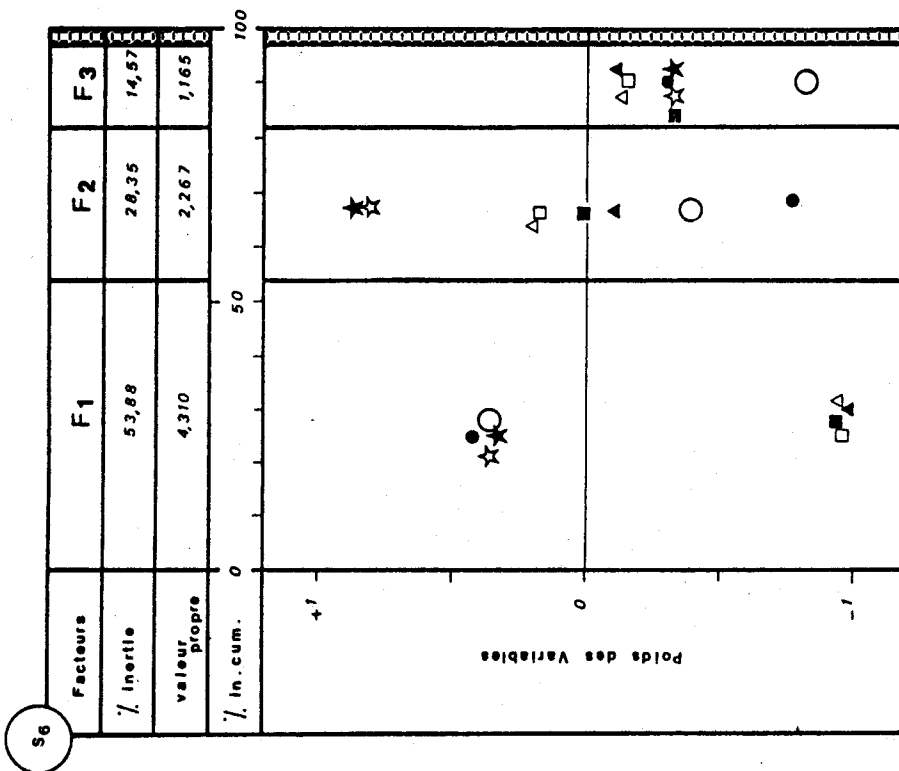 S6
Facteurs F1 F2 F3
% Inertie 53,88 28,35 14,57
valeur propre 4,310 2,267 1,165
% In.cum. 0 50 100
+1
0
-1
Poids des Variables